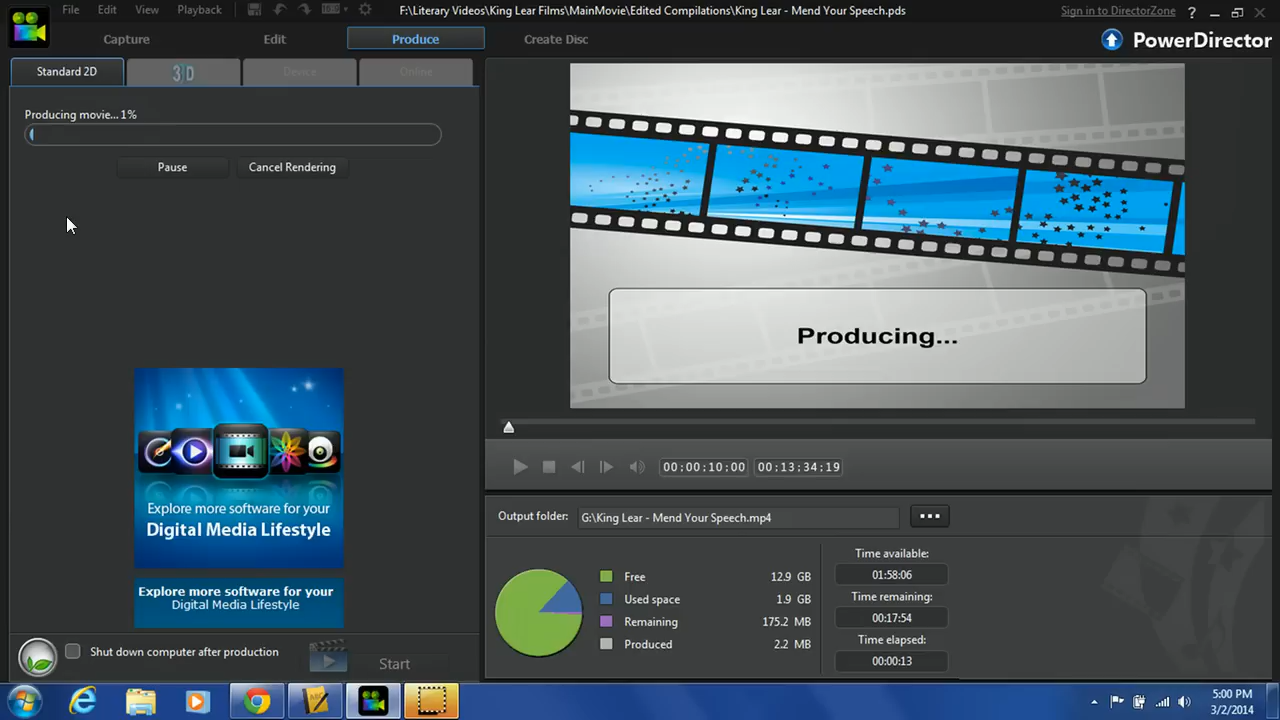 File Edit View Playback F:\Literary Videos\King Lear Films\MainMovie\Edited Compilations\King Lear - Mend Your Speech.pds Sign in to DirectorZone ?
Capture Edit Produce Create Disc PowerDirector
Standard 2D 3D Device Online
Producing movie... 1%
Pause Cancel Rendering
Producing...
00:00:10:00 00:13:34:19
Explore more software for your
Digital Media Lifestyle
Explore more software for your
Digital Media Lifestyle
Output folder: G:\King Lear - Mend Your Speech.mp4 ...
Free 12.9 GB
Used space 1.9 GB
Remaining 175.2 MB
Produced 2.2 MB
Time available:
01:58:06
Time remaining:
00:17:54
Time elapsed:
00:00:13
Shut down computer after production Start
5:00 PM
3/2/2014